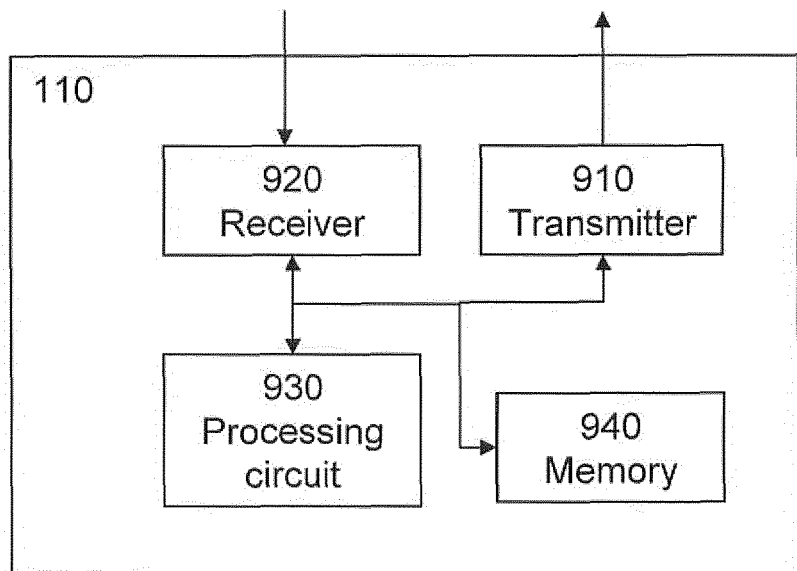 110
920
Receiver
910
Transmitter
930
Processing
circuit
940
Memory